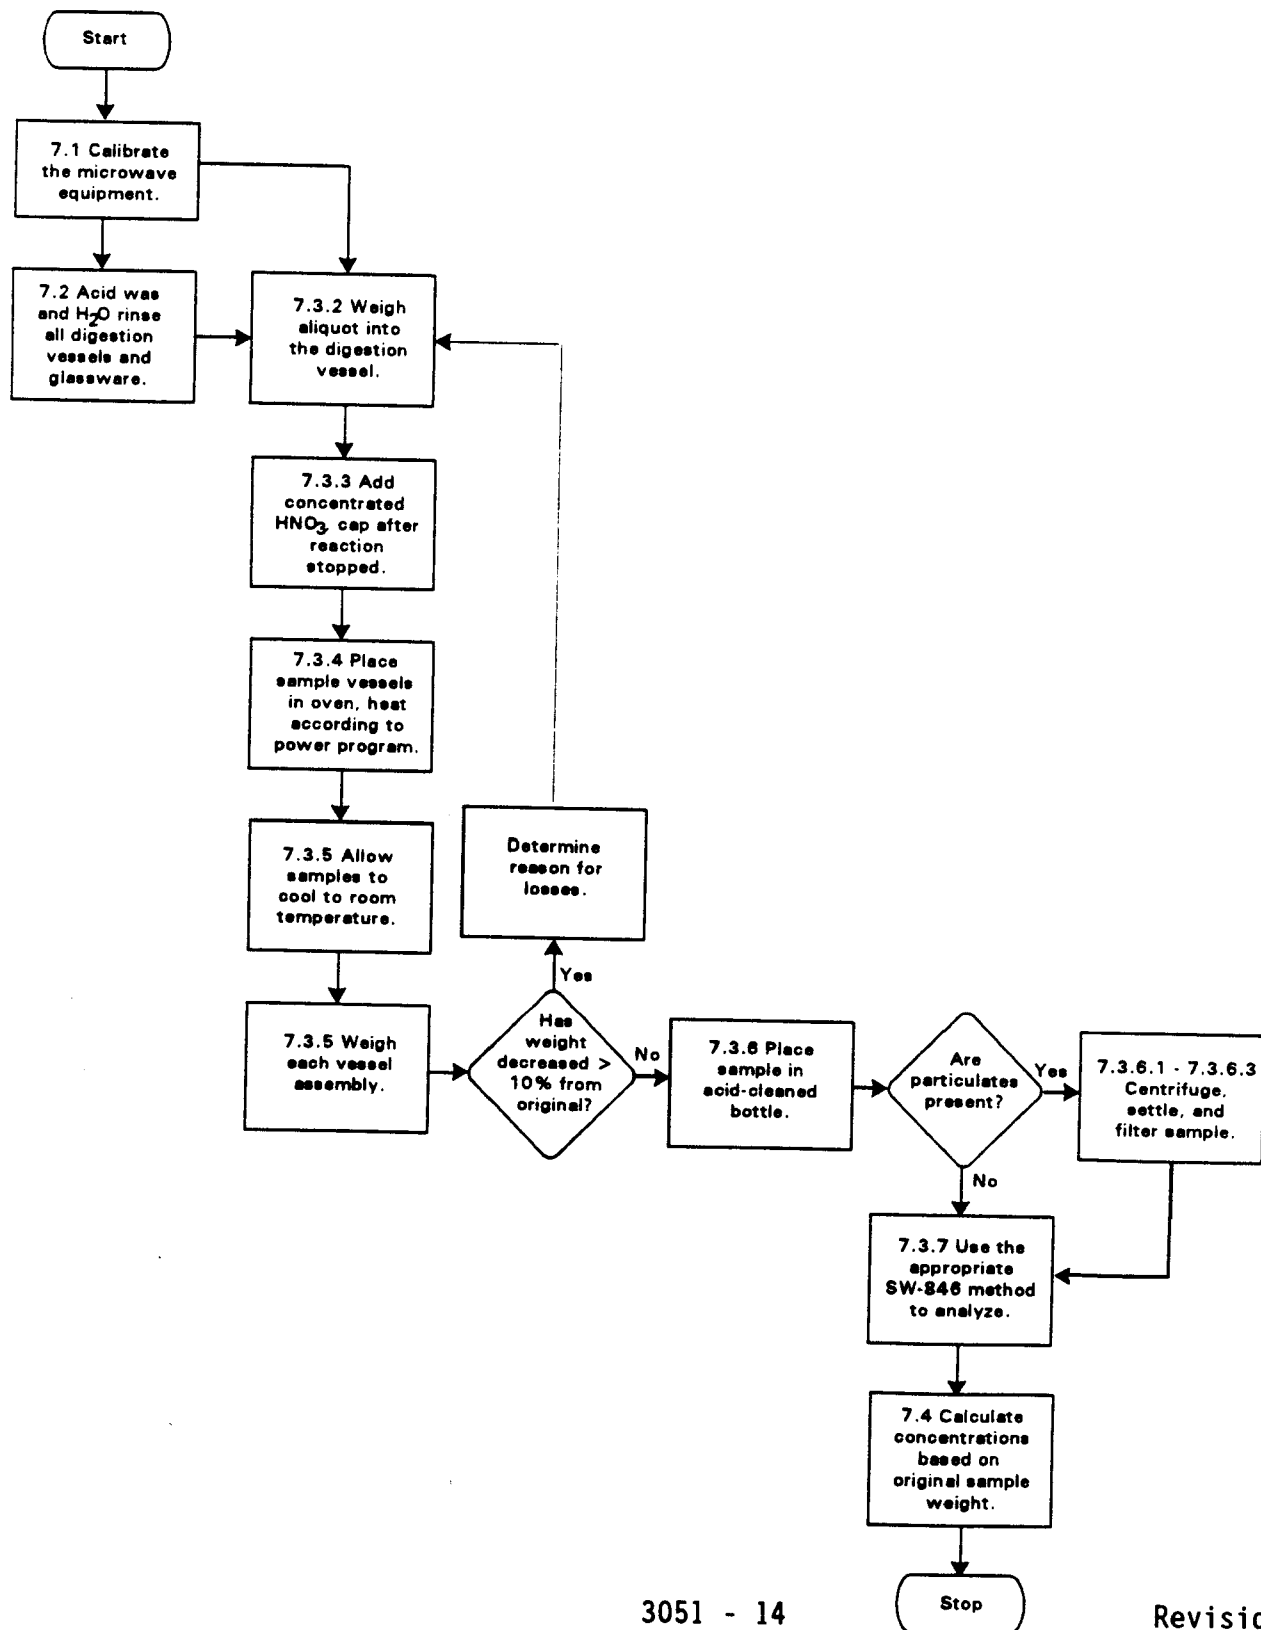 Start
7.1 Calibrate
the microwave
equipment.
7.2 Acid was
and H2O rinse
all digestion
vessels and
glassware.
7.3.2 Weigh
aliquot into
the digestion
vessel.
7.3.3 Add
concentrated
HNO3, cap after
reaction
stopped.
7.3.4 Place
sample vessels
in oven, heat
according to
power program.
7.3.5 Allow
samples to
cool to room
temperature.
Determine
reason for
losses.
Yes
7.3.5 Weigh
each vessel
assembly.
Has
weight
decreased >
10% from
original?
No
7.3.6 Place
sample in
acid-cleaned
bottle.
Are
particulates
present?
Yes
7.3.6.1 - 7.3.6.3
Centrifuge,
settle, and
filter sample.
No
7.3.7 Use the
appropriate
SW-846 method
to analyze.
7.4 Calculate
concentrations
based on
original sample
weight.
Stop
3051 - 14